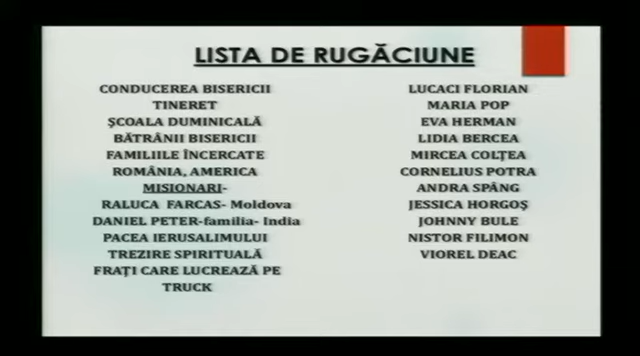 LISTA DE RUGĂCIUNE
CONDUCEREA BISERICII
TINERET
ŞCOALA DUMINICALĂ
BĂTRÂNII BISERICII
FAMILIILE ÎNCERCATE
ROMÂNIA, AMERICA
MISIONARI-
RALUCA FARCAS- Moldova
DANIEL PETER-familia- India
PACEA IERUSALIMULUI
TREZIRE SPIRITUALĂ
FRAŢI CARE LUCREAZĂ PE
TRUCK
LUCACI FLORIAN
MARIA POP
EVA HERMAN
LIDIA BERCEA
MIRCEA COLŢEA
CORNELIUS POTRA
ANDRA SPÂNG
JESSICA HORGOŞ
JOHNNY BULE
NISTOR FILIMON
VIOREL DEAC